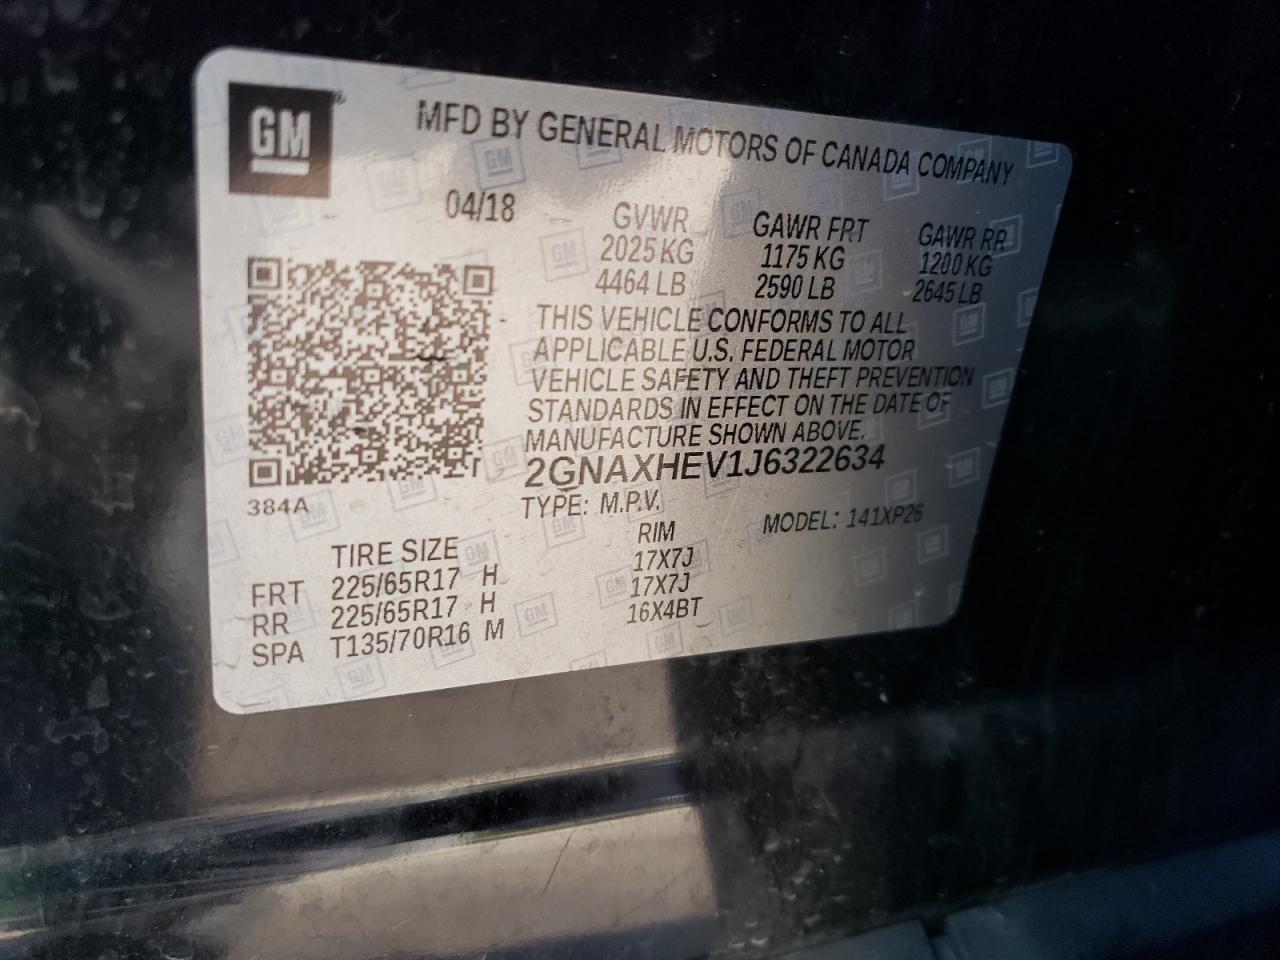 GM
MFD BY GENERAL MOTORS OF CANADA COMPANY
04/18 GVWR GAWR FRT GAWR RR
2025 KG 1175 KG 1200 KG
4464 LB 2590 LB 2645 LB
THIS VEHICLE CONFORMS TO ALL
APPLICABLE U.S. FEDERAL MOTOR
VEHICLE SAFETY AND THEFT PREVENTION
STANDARDS IN EFFECT ON THE DATE OF
MANUFACTURE SHOWN ABOVE.
2GNAXHEV1J6322634
384A TYPE: M.P.V. MODEL: 141XP26
TIRE SIZE RIM
FRT 225/65R17 H 17X7J
RR 225/65R17 H 17X7J
SPA T135/70R16 M 16X4BT